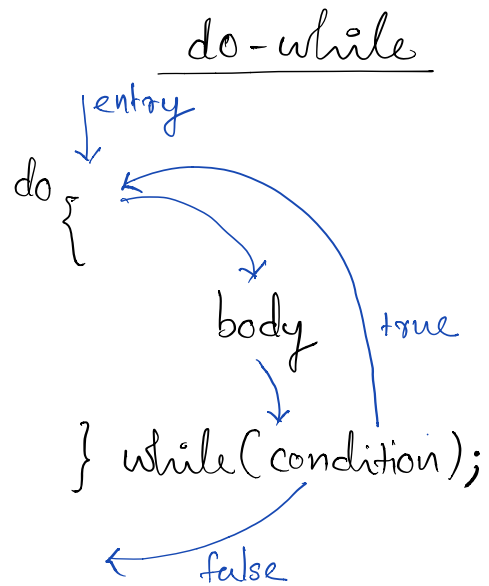 do-while
entry
do
{
body
true
} while(condition);
false